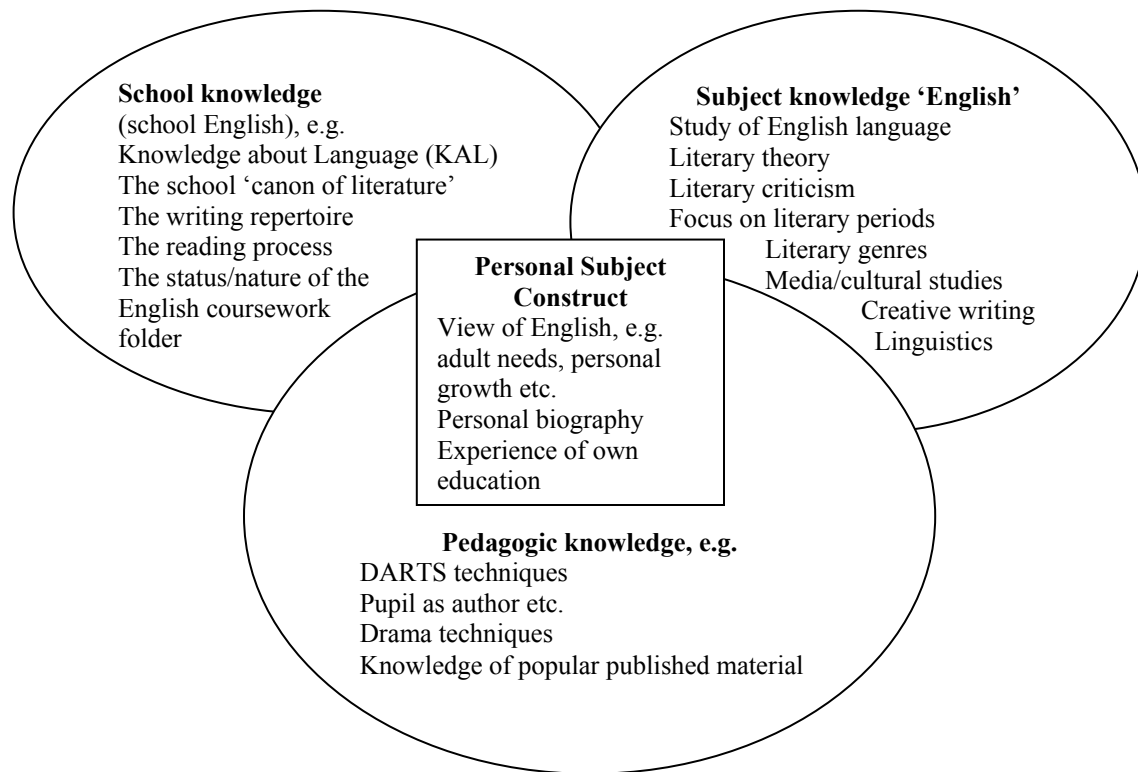 School knowledge
(school English), e.g.
Knowledge about Language (KAL)
The school ‘canon of literature’
The writing repertoire
The reading process
The status/nature of the
English coursework
folder
Subject knowledge ‘English’
Study of English language
Literary theory
Literary criticism
Focus on literary periods
Literary genres
Media/cultural studies
Creative writing
Linguistics
Personal Subject
Construct
View of English, e.g.
adult needs, personal
growth etc.
Personal biography
Experience of own
education
Pedagogic knowledge, e.g.
DARTS techniques
Pupil as author etc.
Drama techniques
Knowledge of popular published material